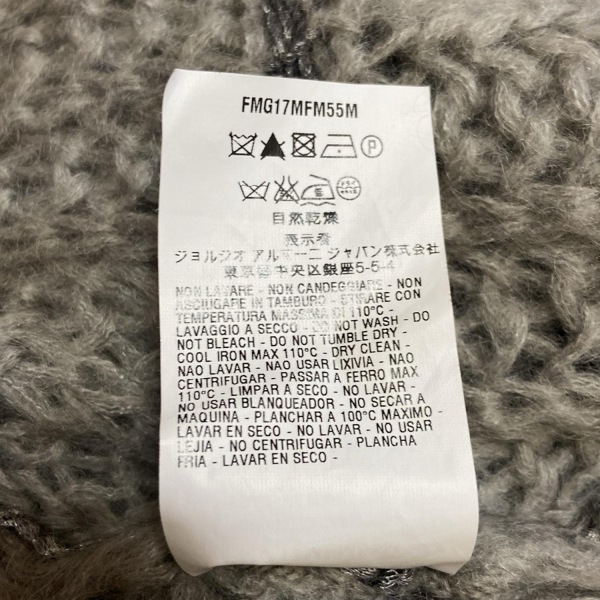 FMG17MFM55M
P
ドライ
自然乾燥
表示者
ジョルジオ アルマーニ ジャパン株式会社
東京都中央区銀座5-5-4
NON LAVARE - NON CANDEGGIARE - NON
ASCIUGARE IN TAMBURO - STIRARE CON
TEMPERATURA MASSIMA DI 110°C -
LAVAGGIO A SECCO - DO NOT WASH - DO
NOT BLEACH - DO NOT TUMBLE DRY -
COOL IRON MAX 110°C - DRY CLEAN -
NAO LAVAR - NAO USAR LIXIVIA - NAO
CENTRIFUGAR - PASSAR A FERRO MAX
110°C - LIMPAR A SECO - NO LAVAR -
NO USAR BLANQUEADOR - NO SECAR A
MAQUINA - PLANCHAR A 100°C MAXIMO -
LAVAR EN SECO - NO LAVAR - NO USAR
LEJIA - NO CENTRIFUGAR - PLANCHA
FRIA - LAVAR EN SECO -